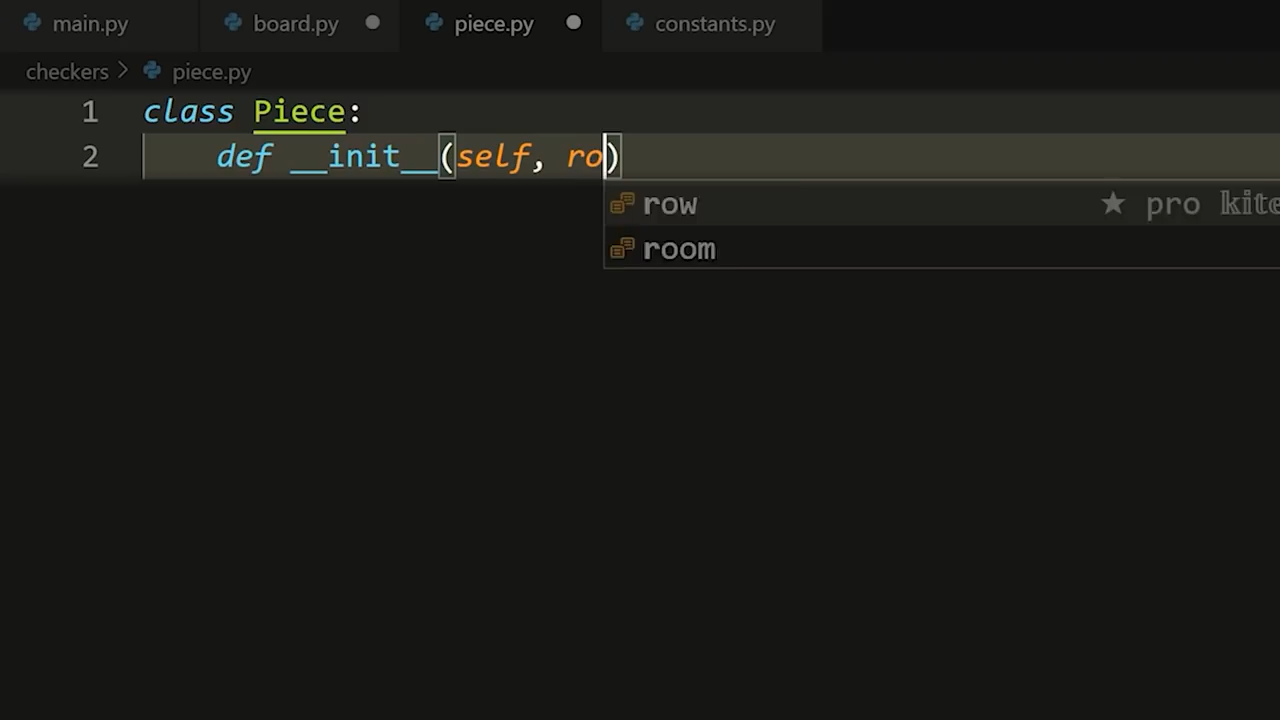 main.py board.py piece.py constants.py
checkers > piece.py
1 class Piece:
2 def __init__(self, ro)
row ★ pro kite
room